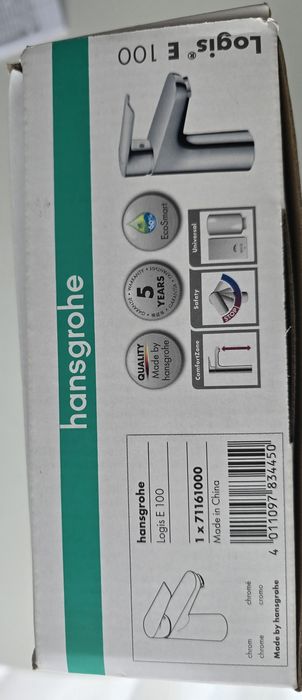 hansgrohe
Logis® E 100
QUALITY
Made by
hansgrohe
5
YEARS
EcoSmart
ComfortZone
Safety
STOP
Universal
hansgrohe
Logis E 100
1 x 71161000
Made in China
4 011097 834450
chrom chromé
chrome cromo
Made by hansgrohe